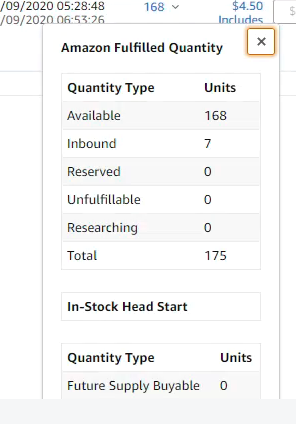 /09/2020 05:28:48 168 $4.50
/09/2020 06:53:26 Includes
$
Amazon Fulfilled Quantity
Quantity Type Units
Available 168
Inbound 7
Reserved 0
Unfulfillable 0
Researching 0
Total 175
In-Stock Head Start
Quantity Type Units
Future Supply Buyable 0